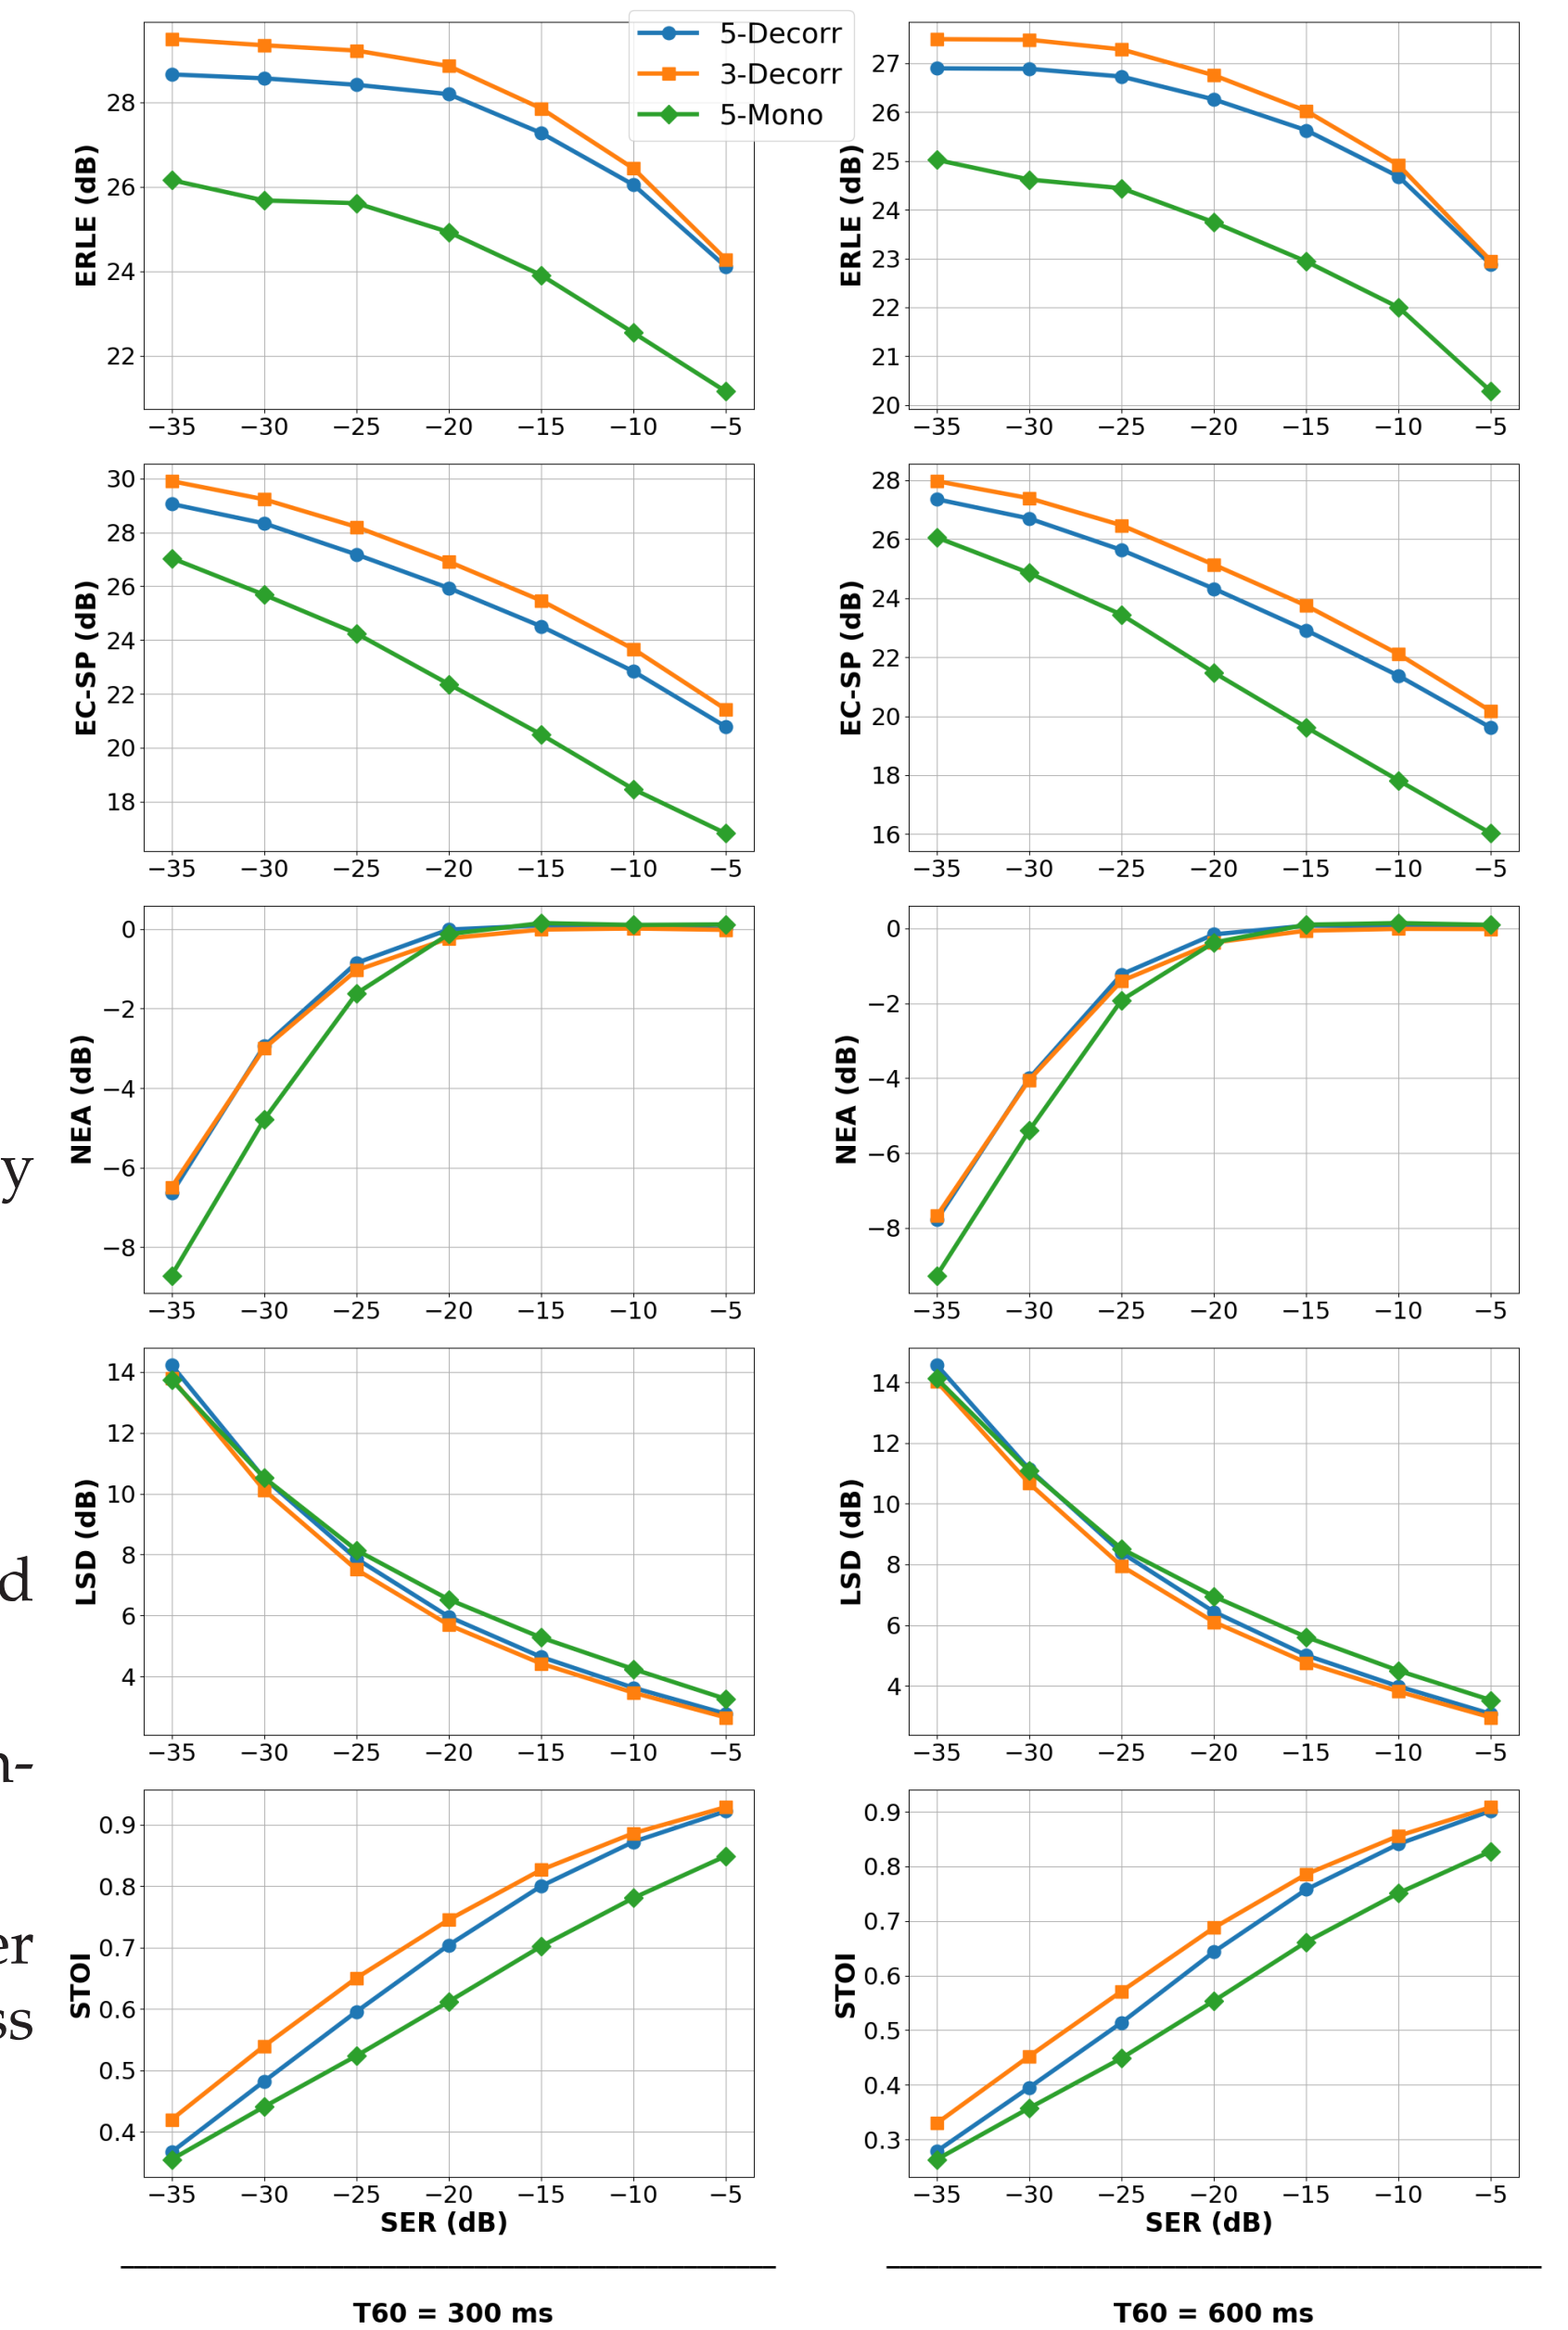 5-Decorr
3-Decorr
5-Mono
ERLE (dB)
28
26
24
22
−35 −30 −25 −20 −15 −10 −5
ERLE (dB)
27
26
25
24
23
22
21
20
−35 −30 −25 −20 −15 −10 −5
EC-SP (dB)
30
28
26
24
22
20
18
−35 −30 −25 −20 −15 −10 −5
EC-SP (dB)
28
26
24
22
20
18
16
−35 −30 −25 −20 −15 −10 −5
y
NEA (dB)
0
−2
−4
−6
−8
−35 −30 −25 −20 −15 −10 −5
NEA (dB)
0
−2
−4
−6
−8
−35 −30 −25 −20 −15 −10 −5
d
LSD (dB)
14
12
10
8
6
4
−35 −30 −25 −20 −15 −10 −5
LSD (dB)
14
12
10
8
6
4
−35 −30 −25 −20 −15 −10 −5
n-
er
ss
STOI
0.9
0.8
0.7
0.6
0.5
0.4
−35 −30 −25 −20 −15 −10 −5
SER (dB)
STOI
0.9
0.8
0.7
0.6
0.5
0.4
0.3
−35 −30 −25 −20 −15 −10 −5
SER (dB)
T60 = 300 ms
T60 = 600 ms